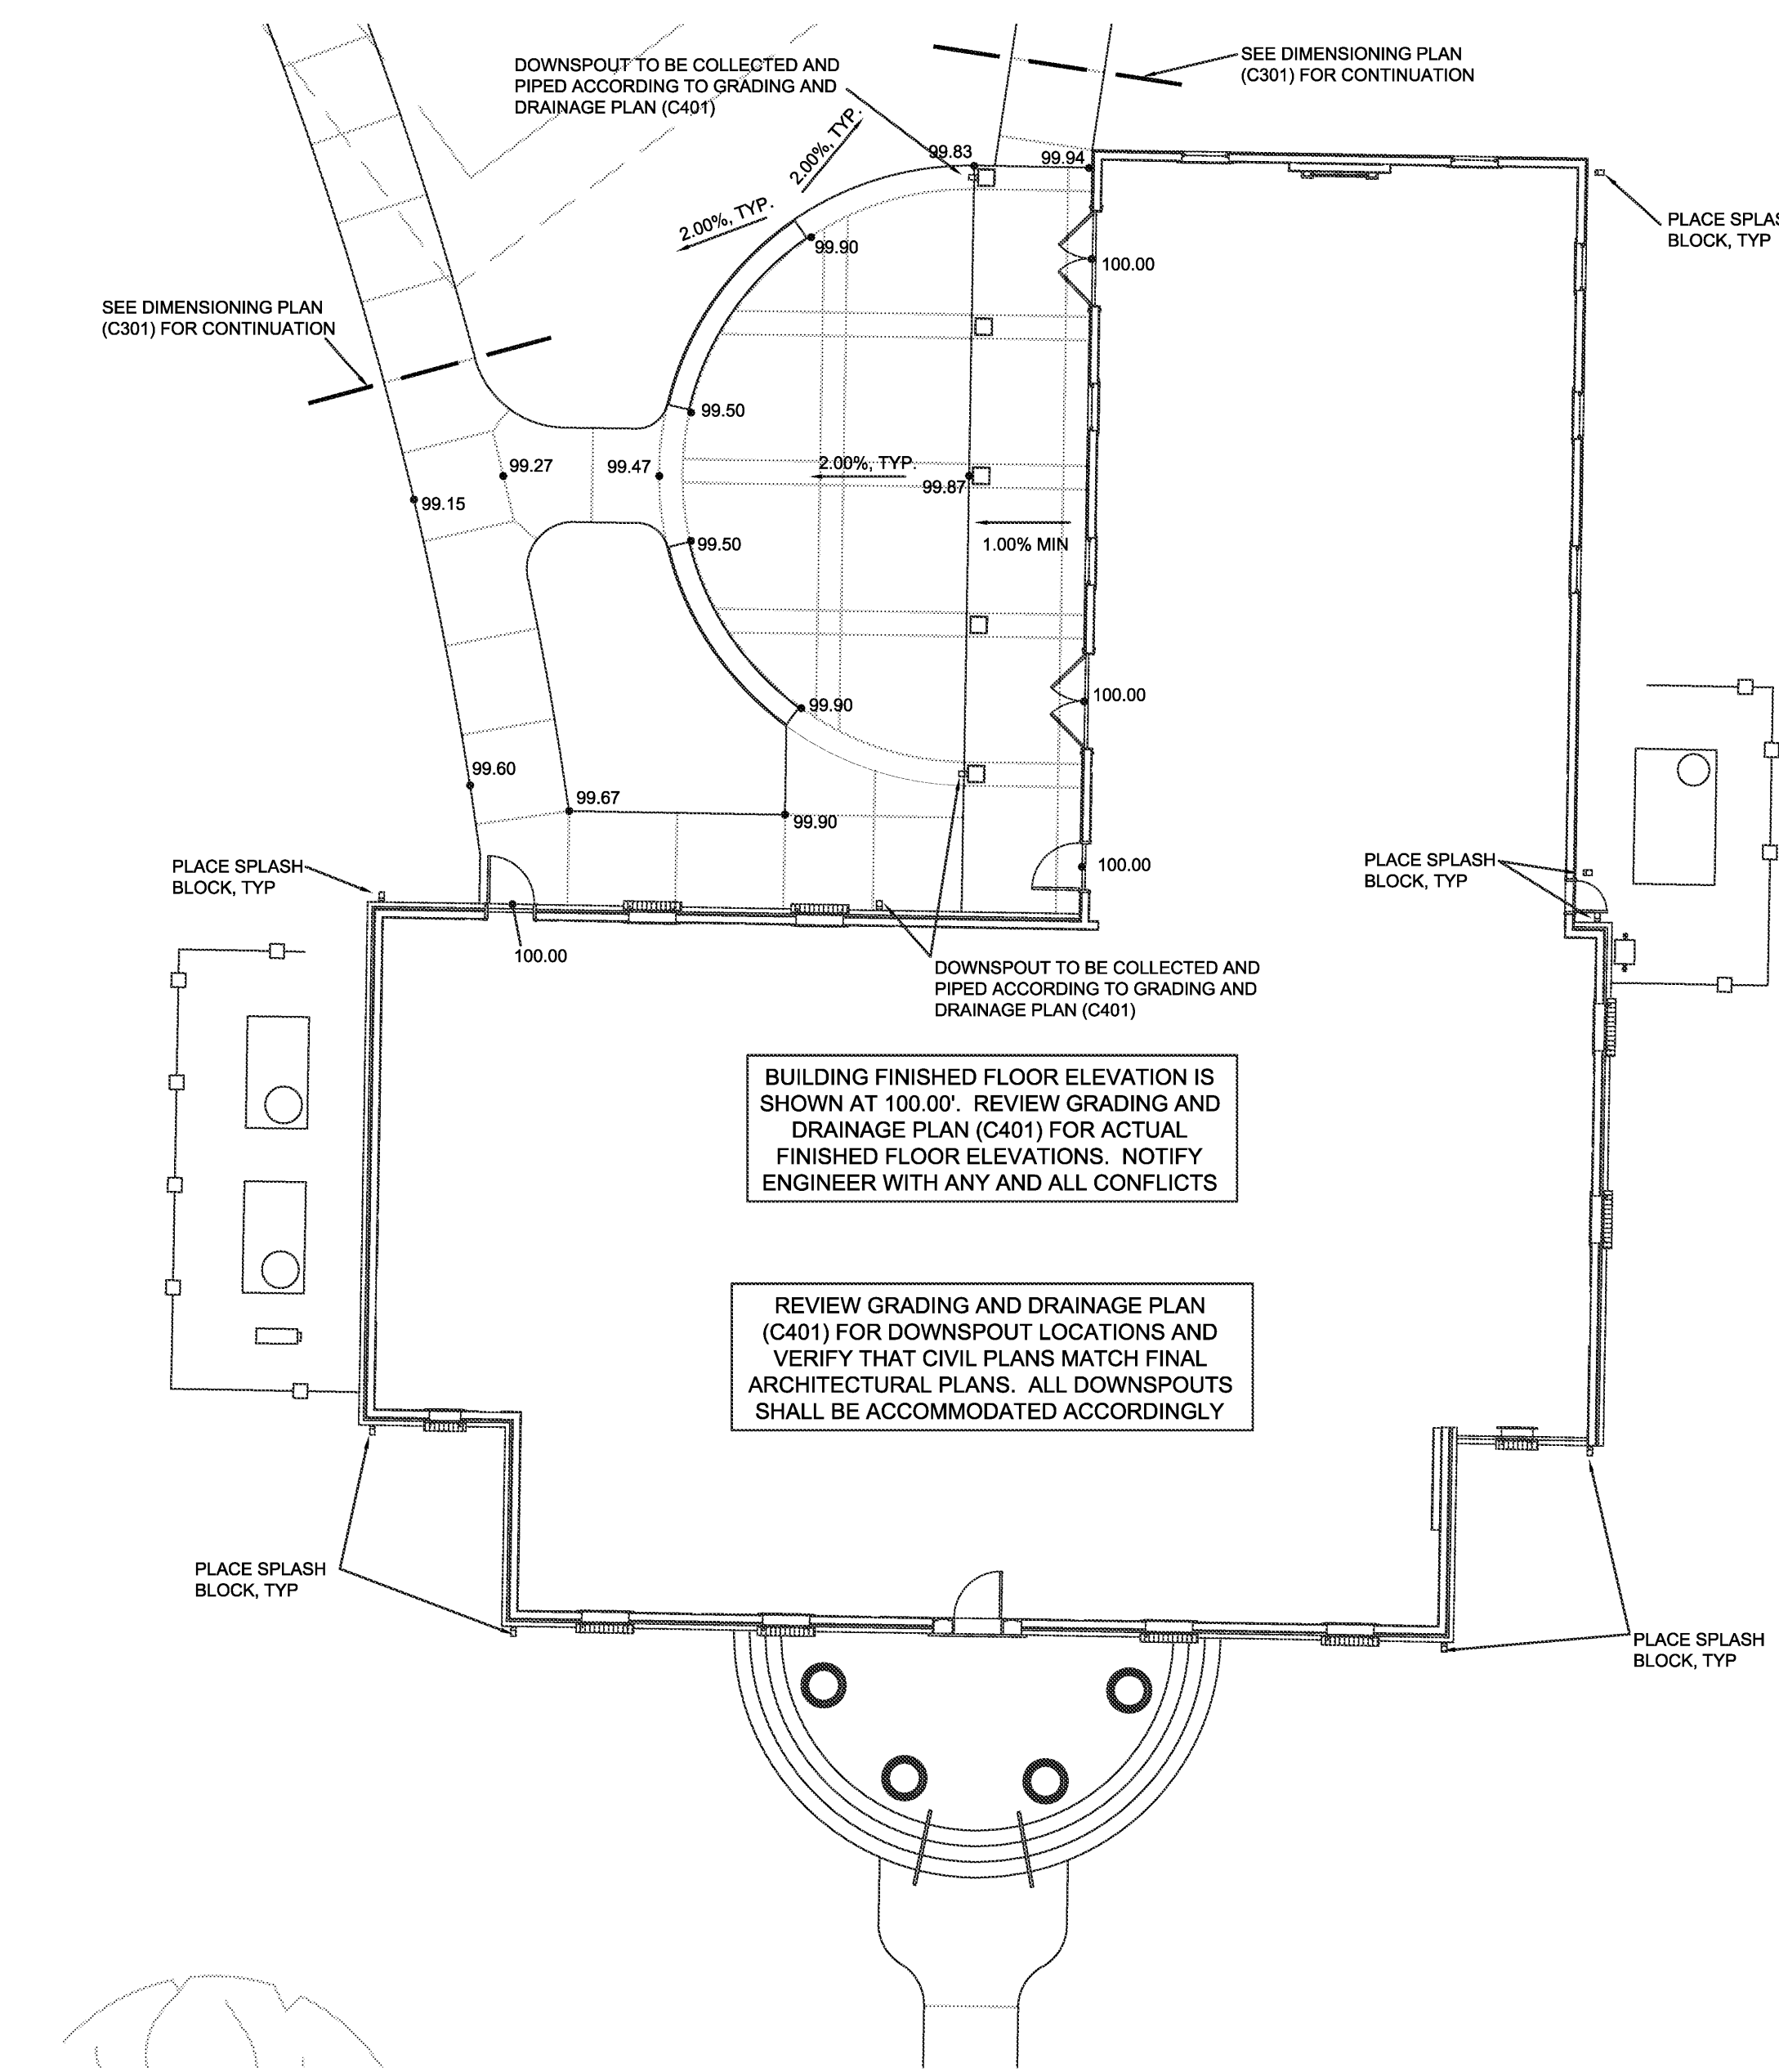 DOWNSPOUT TO BE COLLECTED AND
PIPED ACCORDING TO GRADING AND
DRAINAGE PLAN (C401)
SEE DIMENSIONING PLAN
(C301) FOR CONTINUATION
2.00%, TYP.
2.00%, TYP.
99.83
99.94
PLACE SPLAS
BLOCK, TYP
99.90
100.00
SEE DIMENSIONING PLAN
(C301) FOR CONTINUATION
99.50
99.27
99.47
2.00%, TYP.
99.87
99.15
99.50
1.00% MIN
100.00
99.90
99.60
99.67
99.90
100.00
PLACE SPLASH
BLOCK, TYP
PLACE SPLASH
BLOCK, TYP
100.00
DOWNSPOUT TO BE COLLECTED AND
PIPED ACCORDING TO GRADING AND
DRAINAGE PLAN (C401)
BUILDING FINISHED FLOOR ELEVATION IS
SHOWN AT 100.00'. REVIEW GRADING AND
DRAINAGE PLAN (C401) FOR ACTUAL
FINISHED FLOOR ELEVATIONS. NOTIFY
ENGINEER WITH ANY AND ALL CONFLICTS
REVIEW GRADING AND DRAINAGE PLAN
(C401) FOR DOWNSPOUT LOCATIONS AND
VERIFY THAT CIVIL PLANS MATCH FINAL
ARCHITECTURAL PLANS. ALL DOWNSPOUTS
SHALL BE ACCOMMODATED ACCORDINGLY
PLACE SPLASH
BLOCK, TYP
PLACE SPLASH
BLOCK, TYP